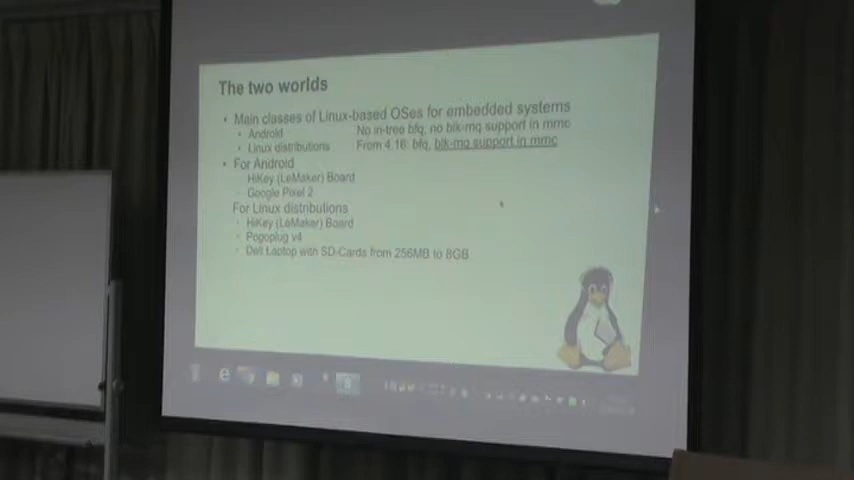 The two worlds
• Main classes of Linux-based OSes for embedded systems
• Android No in-tree bfq, no blk-mq support in mmc
• Linux distributions From 4.16: bfq, blk-mq support in mmc
• For Android
HiKey (LeMaker) Board
Google Pixel 2
For Linux distributions
HiKey (LeMaker) Board
Pogoplug v4
Dell Laptop with SD-Cards from 256MB to 8GB